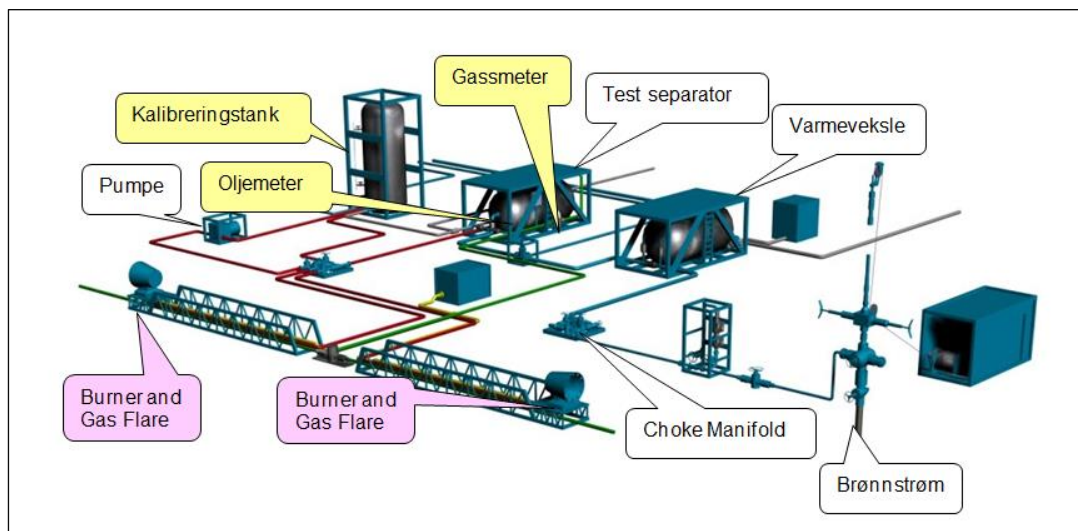 Gassmeter
Test separator
Kalibreringstank
Varmeveksle
Pumpe
Oljemeter
Burner and
Gas Flare
Burner and
Gas Flare
Choke Manifold
Brønnstrøm